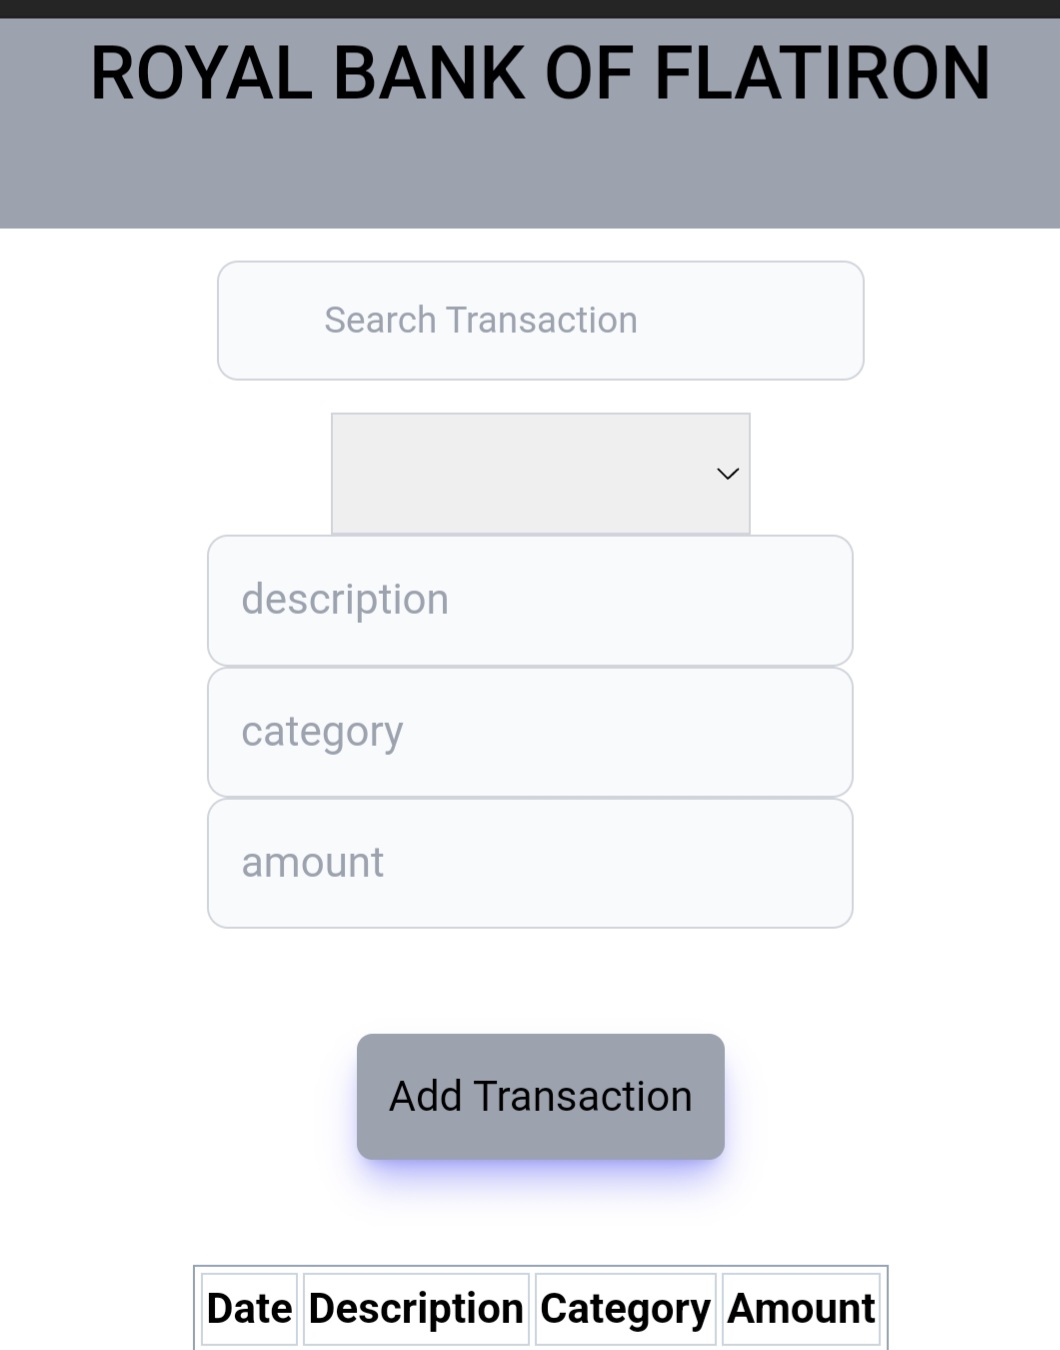 ROYAL BANK OF FLATIRON
Search Transaction
description
category
amount
Add Transaction
Date Description Category Amount